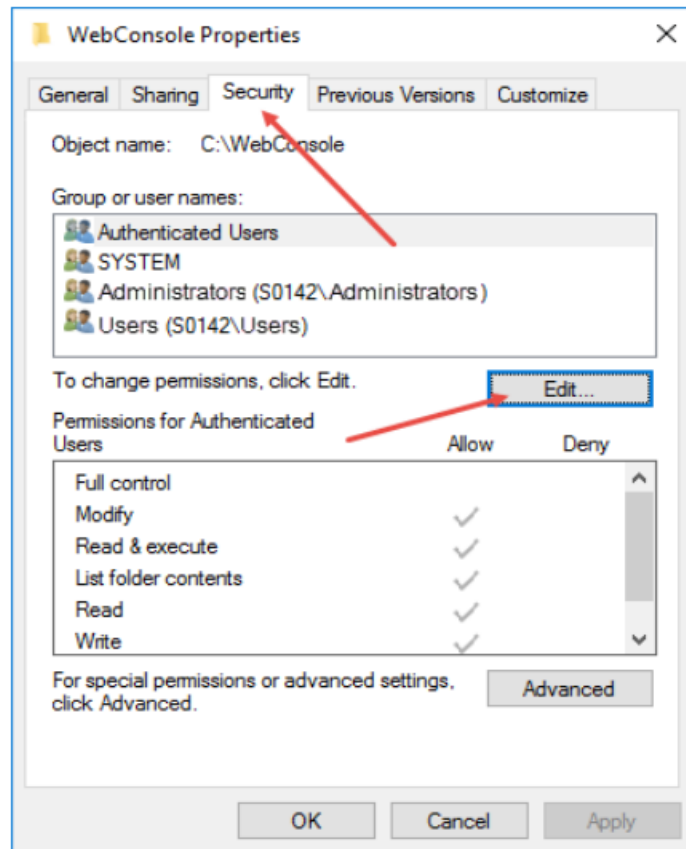 WebConsole Properties
General Sharing Security Previous Versions Customize
Object name: C:\WebConsole
Group or user names:
Authenticated Users
SYSTEM
Administrators (S0142\Administrators)
Users (S0142\Users)
To change permissions, click Edit.
Edit...
Permissions for Authenticated
Users Allow Deny
Full control
Modify
Read & execute
List folder contents
Read
Write
For special permissions or advanced settings,
click Advanced.
Advanced
OK Cancel Apply